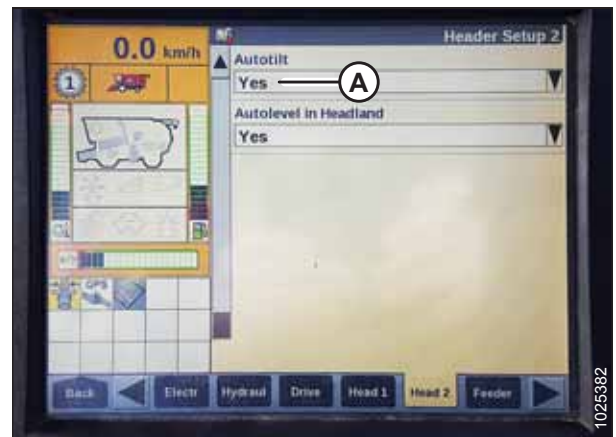 Header Setup 2
0.0 km/h
1
Autotilt
Yes
A
Autolevel in Headland
Yes
GPS
Back
Electr
Hydraul
Drive
Head 1
Head 2
Feeder
1025382